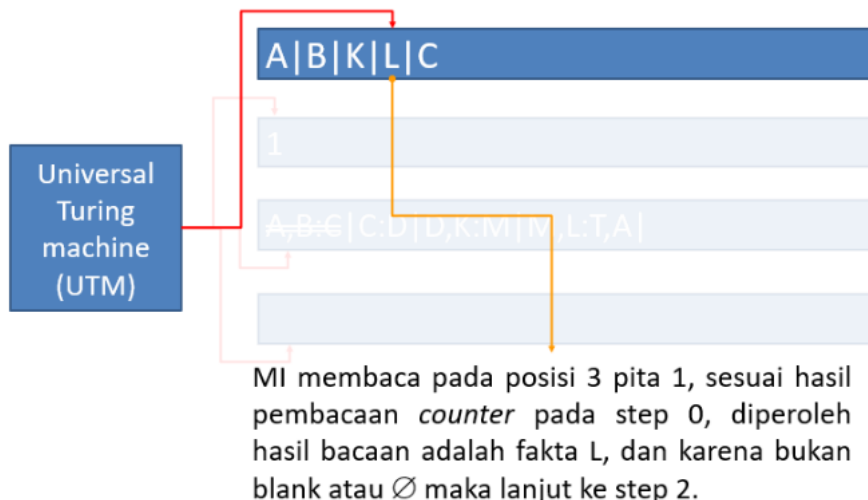 A|B|K|L|C
1
Universal
Turing
machine
(UTM)
A,B:C|C:D|D,K:M|M,L:T,A|
MI membaca pada posisi 3 pita 1, sesuai hasil
pembacaan counter pada step 0, diperoleh
hasil bacaan adalah fakta L, dan karena bukan
blank atau ∅ maka lanjut ke step 2.